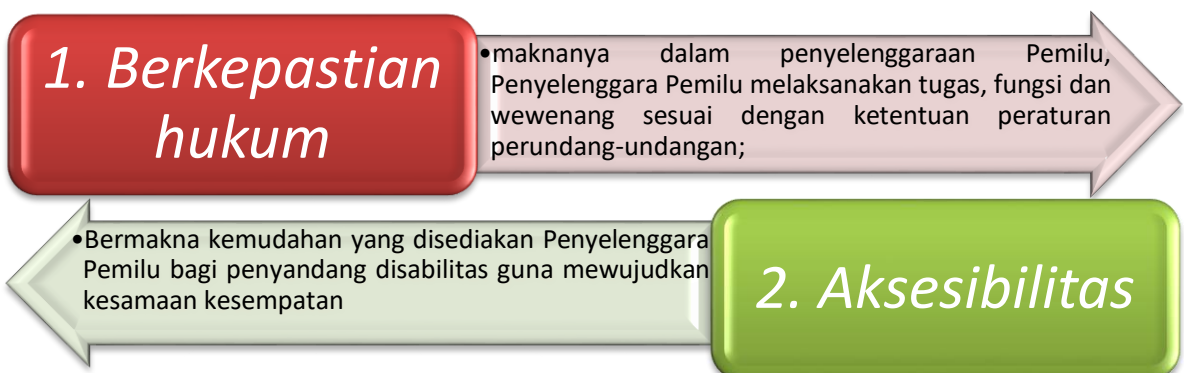 1. Berkepastian
hukum
•maknanya dalam penyelenggaraan Pemilu,
Penyelenggara Pemilu melaksanakan tugas, fungsi dan
wewenang sesuai dengan ketentuan peraturan
perundang-undangan;
•Bermakna kemudahan yang disediakan Penyelenggara
Pemilu bagi penyandang disabilitas guna mewujudkan
kesamaan kesempatan
2. Aksesibilitas